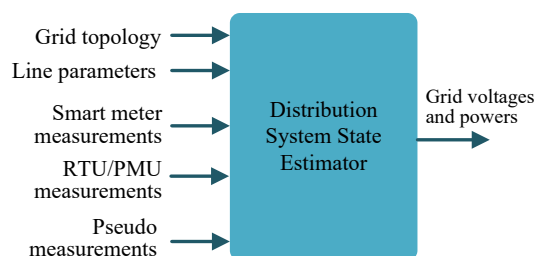 Grid topology
Line parameters
Smart meter
measurements
RTU/PMU
measurements
Pseudo
measurements
Distribution
System State
Estimator
Grid voltages
and powers